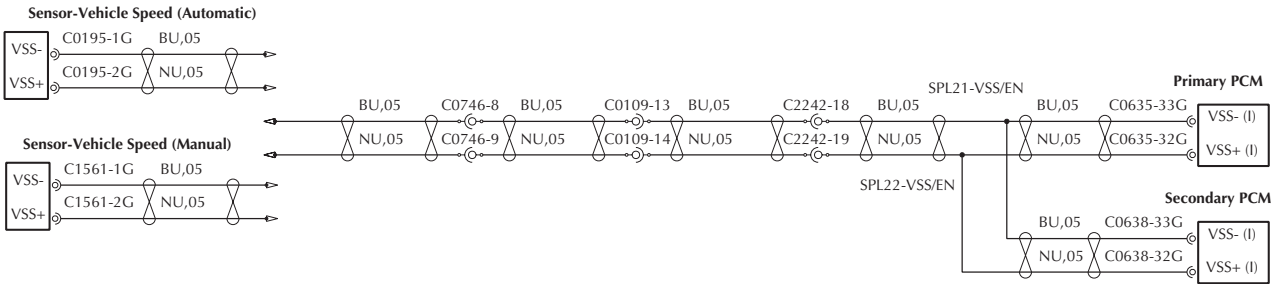 Sensor-Vehicle Speed (Automatic)
VSS- C0195-1G BU,05
VSS+ C0195-2G NU,05
SPL21-VSS/EN Primary PCM
BU,05 C0746-8 BU,05 C0109-13 BU,05 C2242-18 BU,05 BU,05 C0635-33G VSS- (I)
NU,05 C0746-9 NU,05 C0109-14 NU,05 C2242-19 NU,05 NU,05 C0635-32G VSS+ (I)
Sensor-Vehicle Speed (Manual)
VSS- C1561-1G BU,05
VSS+ C1561-2G NU,05
SPL22-VSS/EN
Secondary PCM
BU,05 C0638-33G VSS- (I)
NU,05 C0638-32G VSS+ (I)